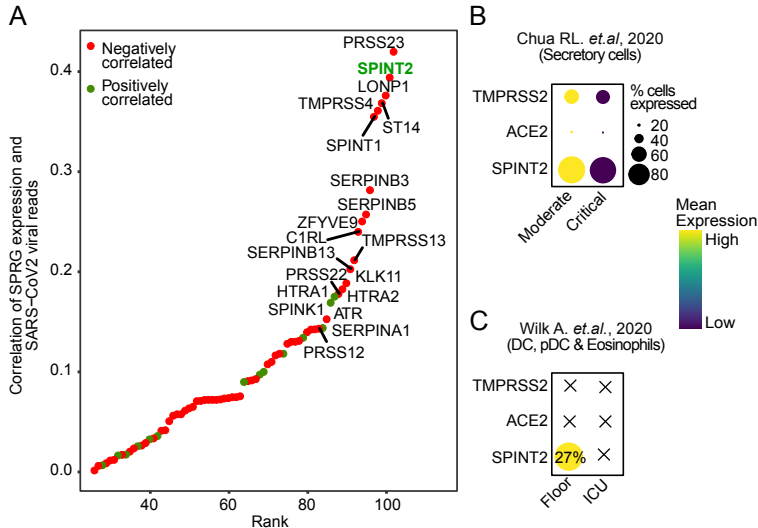 A
Correlation of SPRG expression and
SARS−CoV2 viral reads
0.4
0.3
0.2
0.1
0.0
40
60
80
100
Rank
Negatively
correlated
Positively
correlated
PRSS23
SPINT2
LONP1
TMPRSS4
ST14
SPINT1
SERPINB3
SERPINB5
ZFYVE9
C1RL
TMPRSS13
SERPINB13
PRSS22
KLK11
HTRA1
HTRA2
SPINK1
ATR
SERPINA1
PRSS12
B
Chua RL. et.al, 2020
(Secretory cells)
TMPRSS2
ACE2
SPINT2
Moderate
Critical
% cells
expressed
20
40
60
80
Mean
Expression
High
Low
C
Wilk A. et.al., 2020
(DC, pDC & Eosinophils)
TMPRSS2
ACE2
SPINT2
27%
Floor
ICU